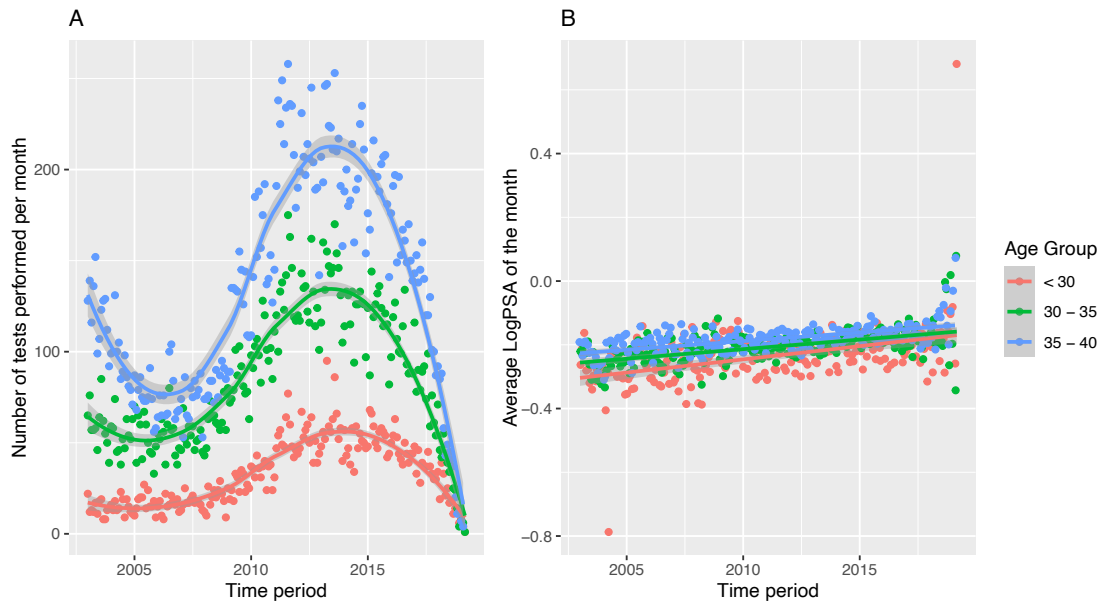 A
Number of tests performed per month
200
100
0
2005
2010
2015
Time period
B
Average LogPSA of the month
0.4
0.0
−0.4
−0.8
2005
2010
2015
Time period
Age Group
< 30
30 − 35
35 − 40